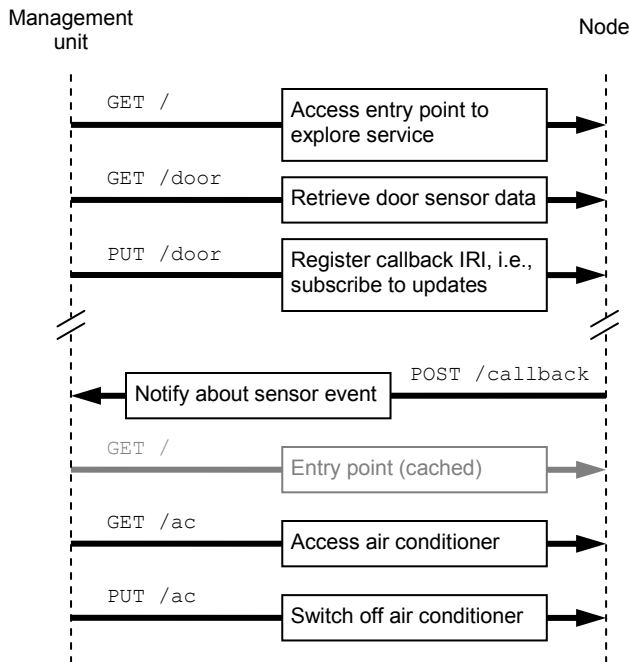 Management
unit
Node
GET /
Access entry point to
explore service
GET /door
Retrieve door sensor data
PUT /door
Register callback IRI, i.e.,
subscribe to updates
POST /callback
Notify about sensor event
GET /
Entry point (cached)
GET /ac
Access air conditioner
PUT /ac
Switch off air conditioner